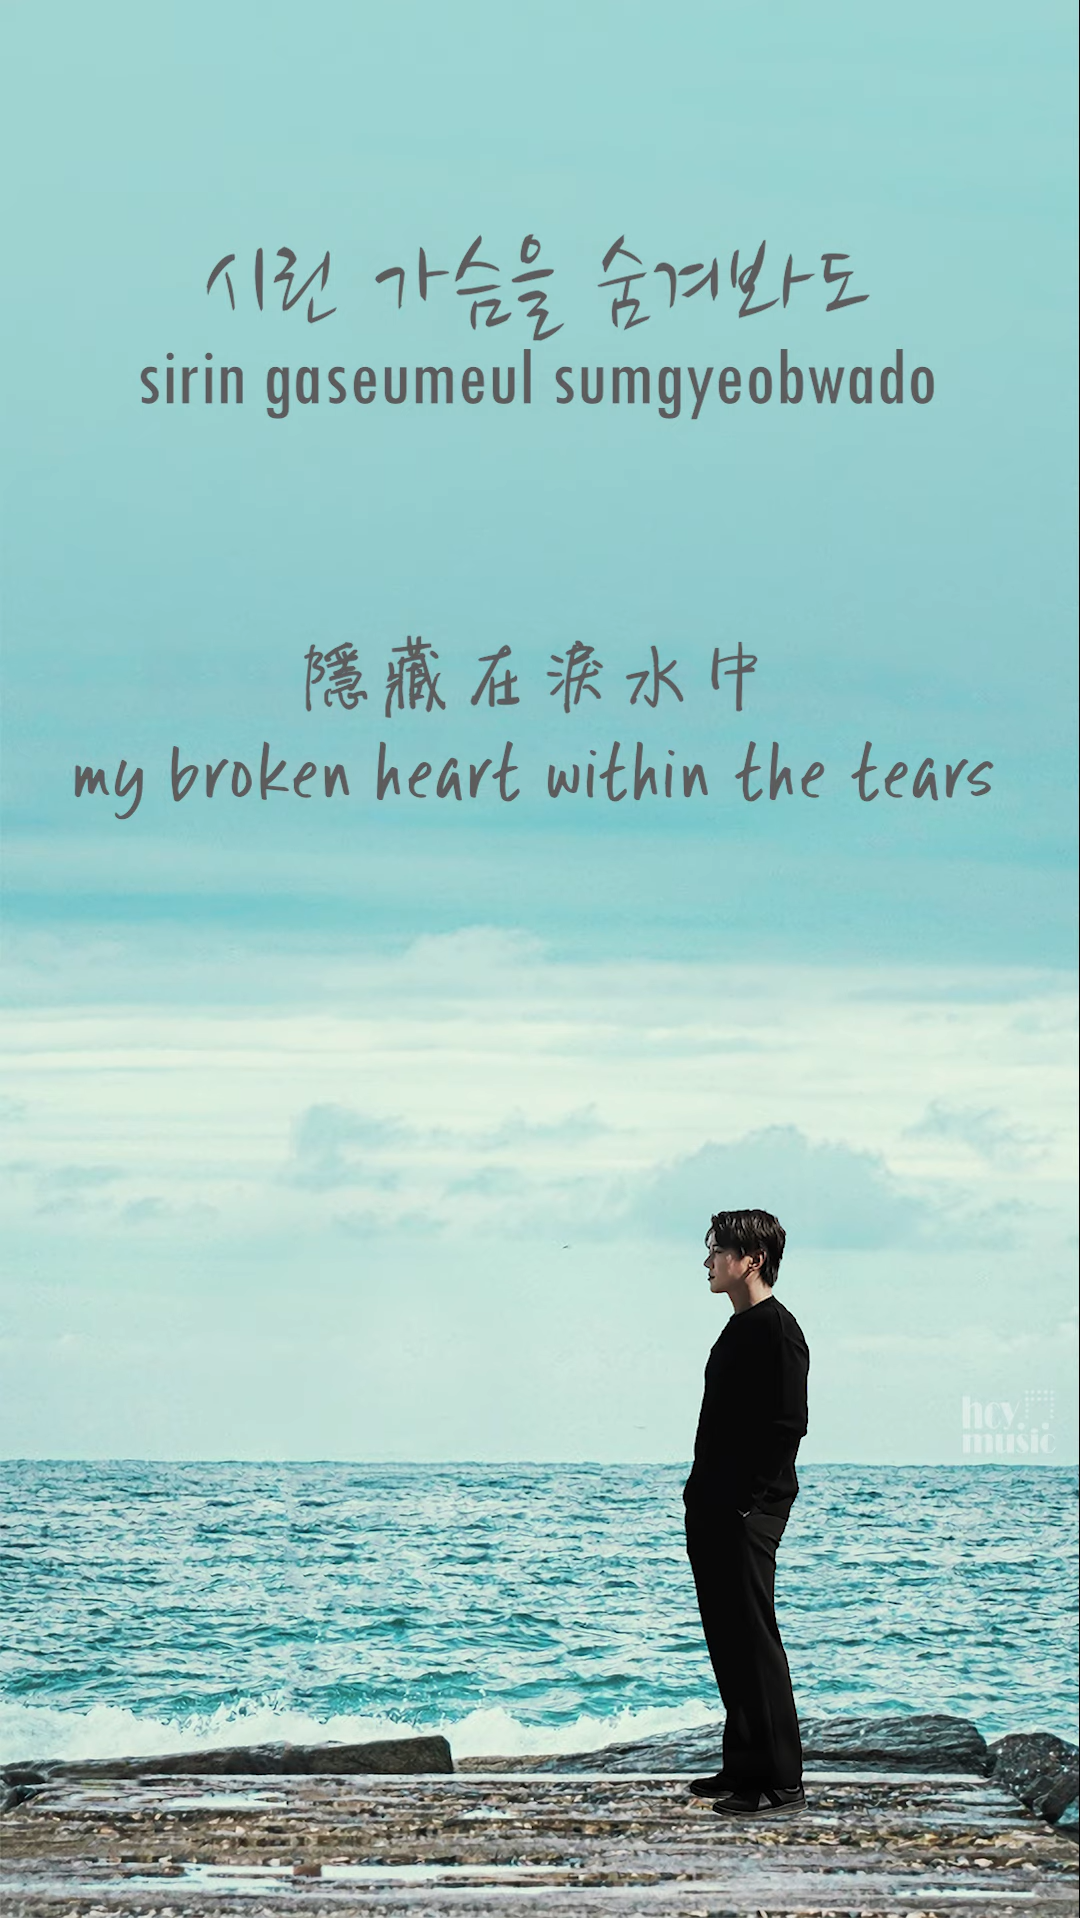 시린 가슴을 숨겨봐도
sirin gaseumeul sumgyeobwado
隱藏在淚水中
my broken heart within the tears
hcy
music